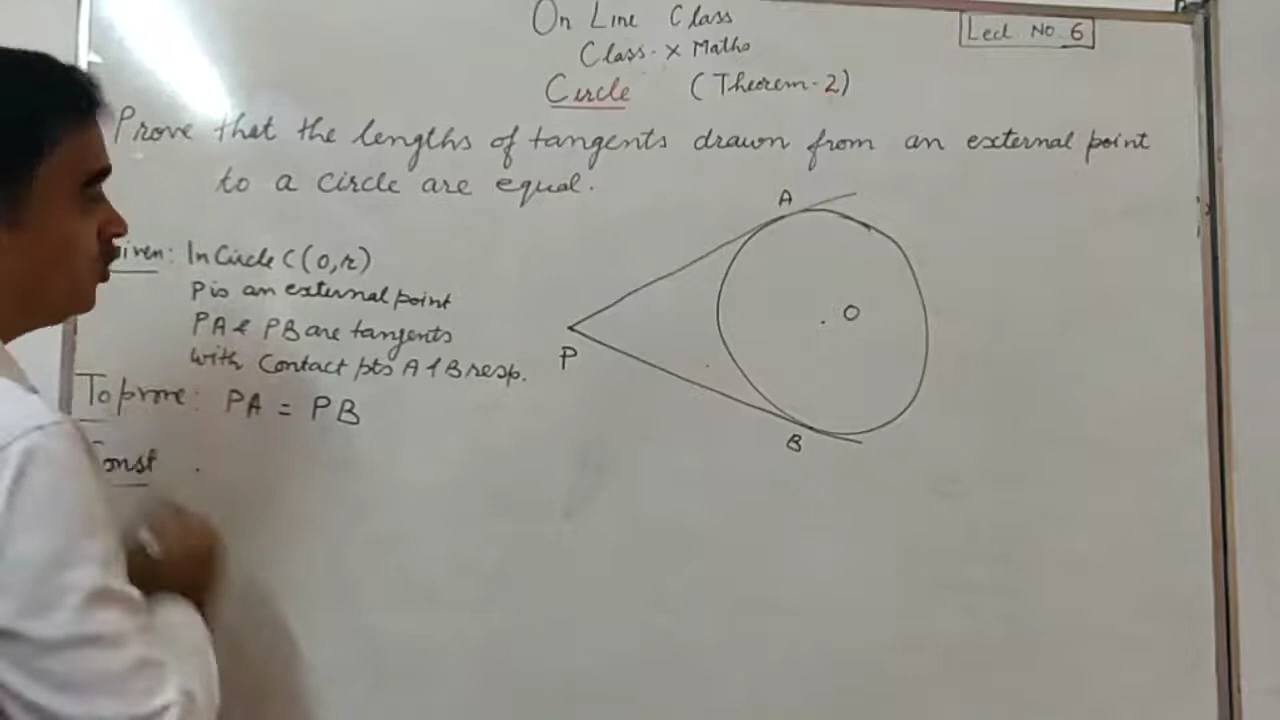 On Line Class
Lect. No. 6
Class-X Maths
Circle (Theorem-2)
Prove that the lengths of tangents drawn from an external point
to a circle are equal.
iven: In Circle C(O,r)
P is an external point
PA & PB are tangents
with Contact pts A & B resp.
To prove: PA = PB
onst
A
O
P
B